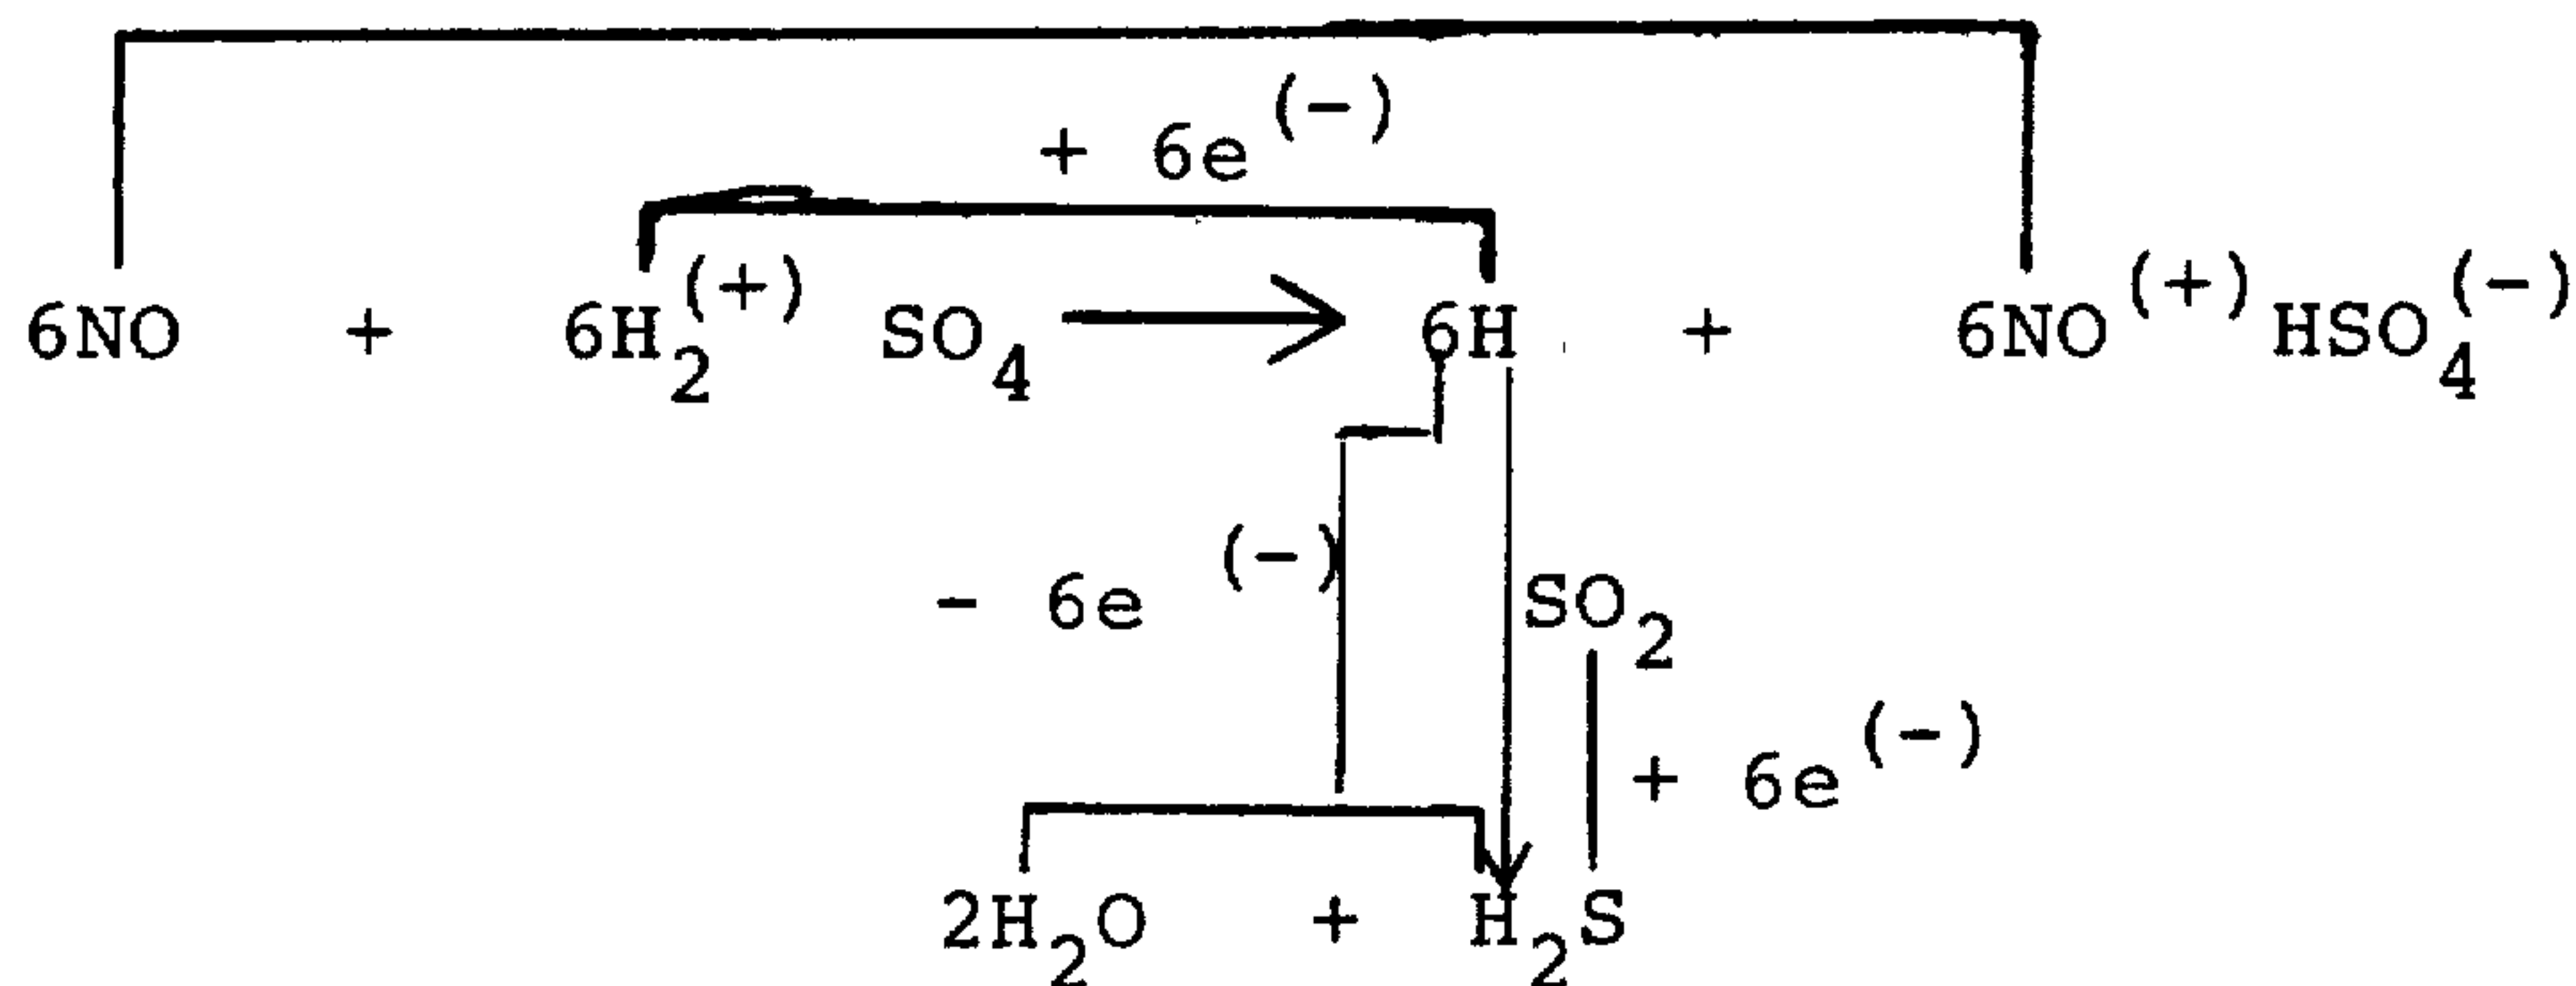 + 6e(-)
6NO + 6H2(+) SO4 → 6H + 6NO(+)HSO4(-)
- 6e(-) SO2
+ 6e(-)
2H2O + H2S